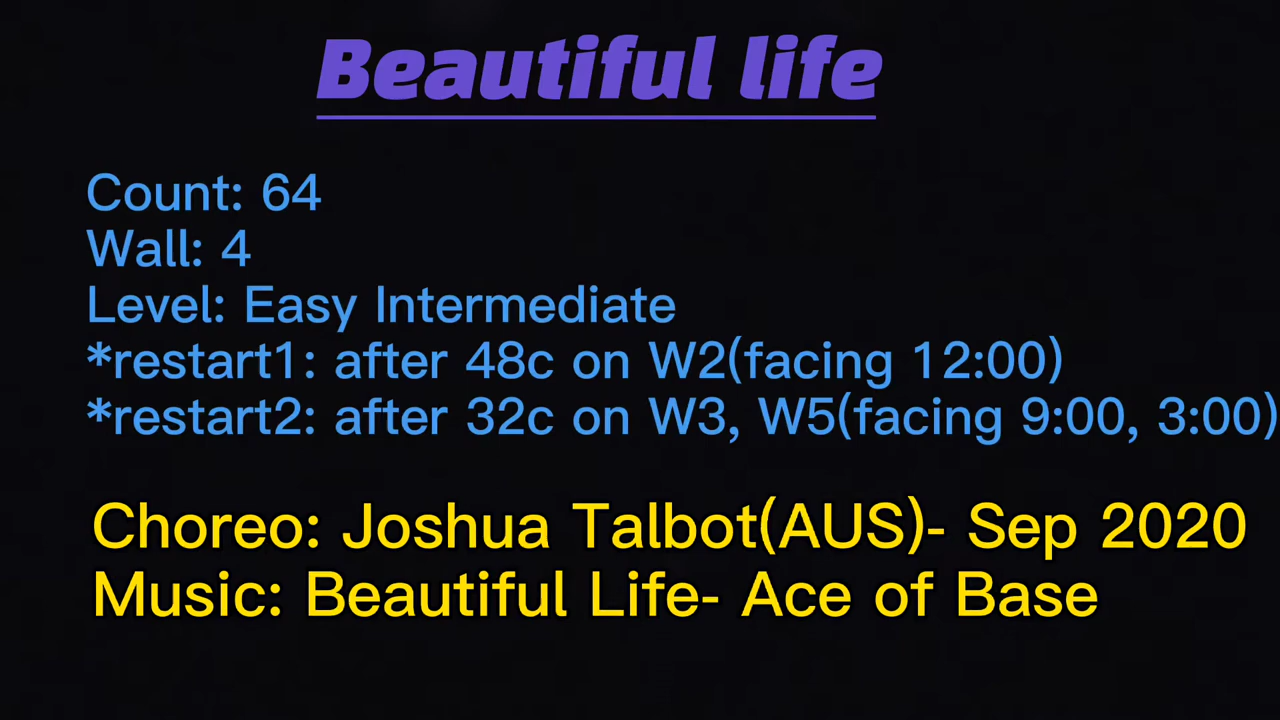 Beautiful life
Count: 64
Wall: 4
Level: Easy Intermediate
*restart1: after 48c on W2(facing 12:00)
*restart2: after 32c on W3, W5(facing 9:00, 3:00)
Choreo: Joshua Talbot(AUS)- Sep 2020
Music: Beautiful Life- Ace of Base